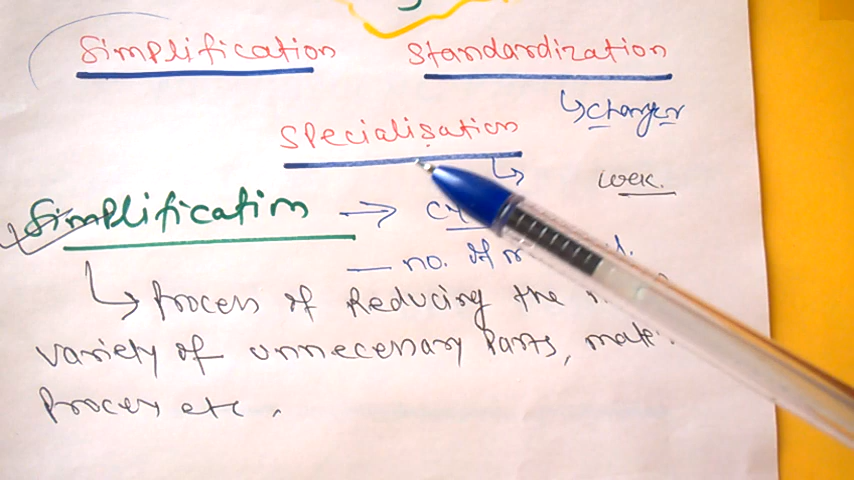 Simplification Standardization
↳ charger
Specialisation
↳ work.
Simplification →
— no. of
↳ Process of Reducing the
variety of unnecessary Parts,
Process etc.